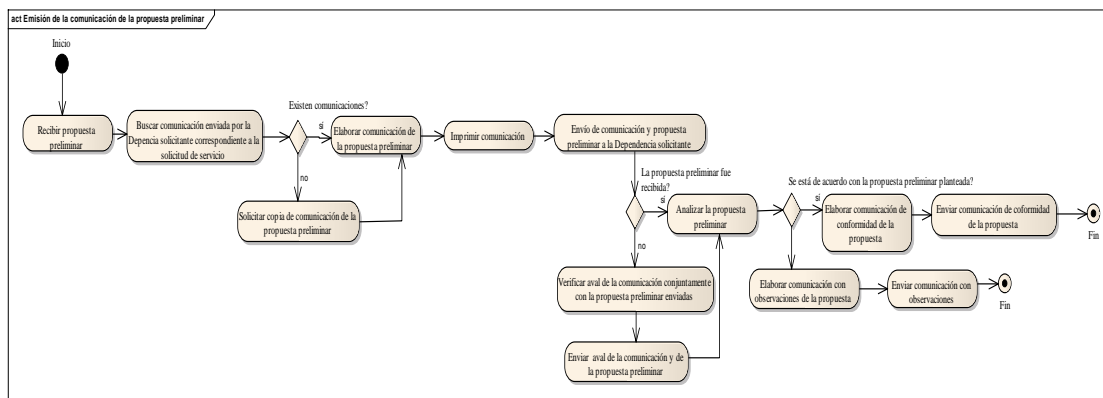 act Emisión de la comunicación de la propuesta preliminar
Inicio
Recibir propuesta
preliminar
Buscar comunicación enviada por la
Depencia solicitante correspondiente a la
solicitud de servicio
Existen comunicaciones?
si
no
Elaborar comunicación de
la propuesta preliminar
Solicitar copia de comunicación de la
propuesta preliminar
Imprimir comunicación
Envío de comunicación y propuesta
preliminar a la Dependencia solicitante
La propuesta preliminar fue
recibida?
si
no
Analizar la propuesta
preliminar
Verificar aval de la comunicación conjuntamente
con la propuesta preliminar enviadas
Enviar aval de la comunicación y de
la propuesta preliminar
Se está de acuerdo con la propuesta preliminar planteada?
si
Elaborar comunicación de
conformidad de la
propuesta
Enviar comunicación de coformidad
de la propuesta
Fin
Elaborar comunicación con
observaciones de la propuesta
Enviar comunicación con
observaciones
Fin